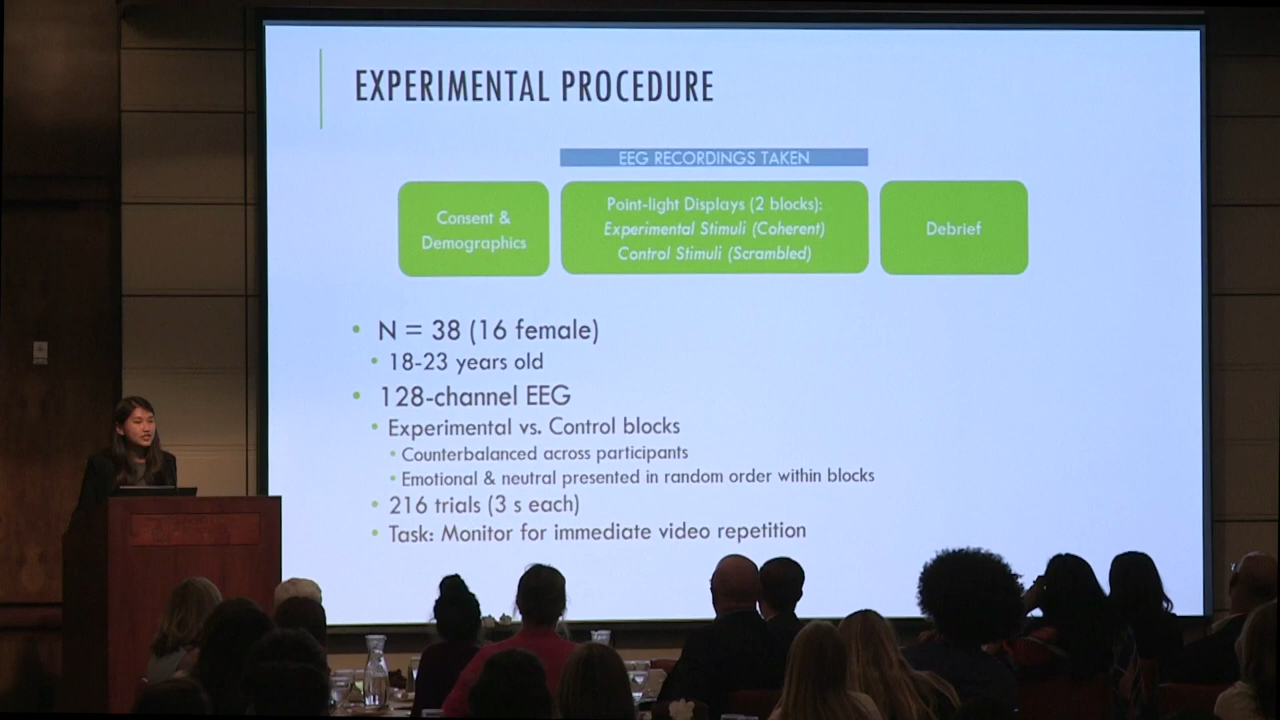 EXPERIMENTAL PROCEDURE
EEG RECORDINGS TAKEN
Consent &
Demographics
Point-light Displays (2 blocks):
Experimental Stimuli (Coherent)
Control Stimuli (Scrambled)
Debrief
• N = 38 (16 female)
• 18-23 years old
• 128-channel EEG
• Experimental vs. Control blocks
• Counterbalanced across participants
• Emotional & neutral presented in random order within blocks
• 216 trials (3 s each)
• Task: Monitor for immediate video repetition